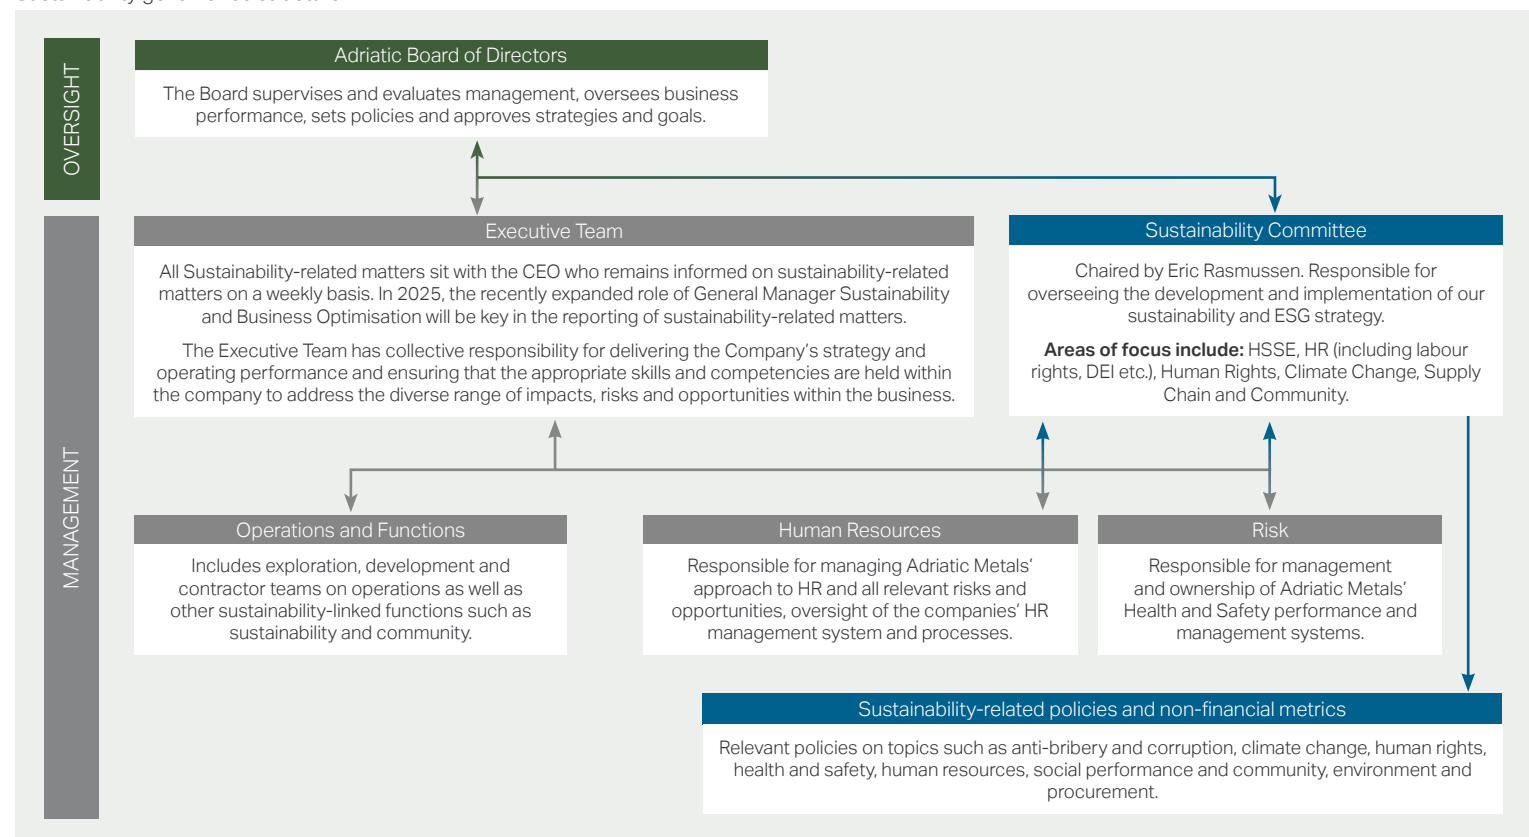 OVERSIGHT
Adriatic Board of Directors
The Board supervises and evaluates management, oversees business
performance, sets policies and approves strategies and goals.
MANAGEMENT
Executive Team
All Sustainability-related matters sit with the CEO who remains informed on sustainability-related
matters on a weekly basis. In 2025, the recently expanded role of General Manager Sustainability
and Business Optimisation will be key in the reporting of sustainability-related matters.
The Executive Team has collective responsibility for delivering the Company's strategy and
operating performance and ensuring that the appropriate skills and competencies are held within
the company to address the diverse range of impacts, risks and opportunities within the business.
Sustainability Committee
Chaired by Eric Rasmussen. Responsible for
overseeing the development and implementation of our
sustainability and ESG strategy.
Areas of focus include: HSSE, HR (including labour
rights, DEI etc.), Human Rights, Climate Change, Supply
Chain and Community.
Operations and Functions
Includes exploration, development and
contractor teams on operations as well as
other sustainability-linked functions such as
sustainability and community.
Human Resources
Responsible for managing Adriatic Metals'
approach to HR and all relevant risks and
opportunities, oversight of the companies' HR
management system and processes.
Risk
Responsible for management
and ownership of Adriatic Metals'
Health and Safety performance and
management systems.
Sustainability-related policies and non-financial metrics
Relevant policies on topics such as anti-bribery and corruption, climate change, human rights,
health and safety, human resources, social performance and community, environment and
procurement.